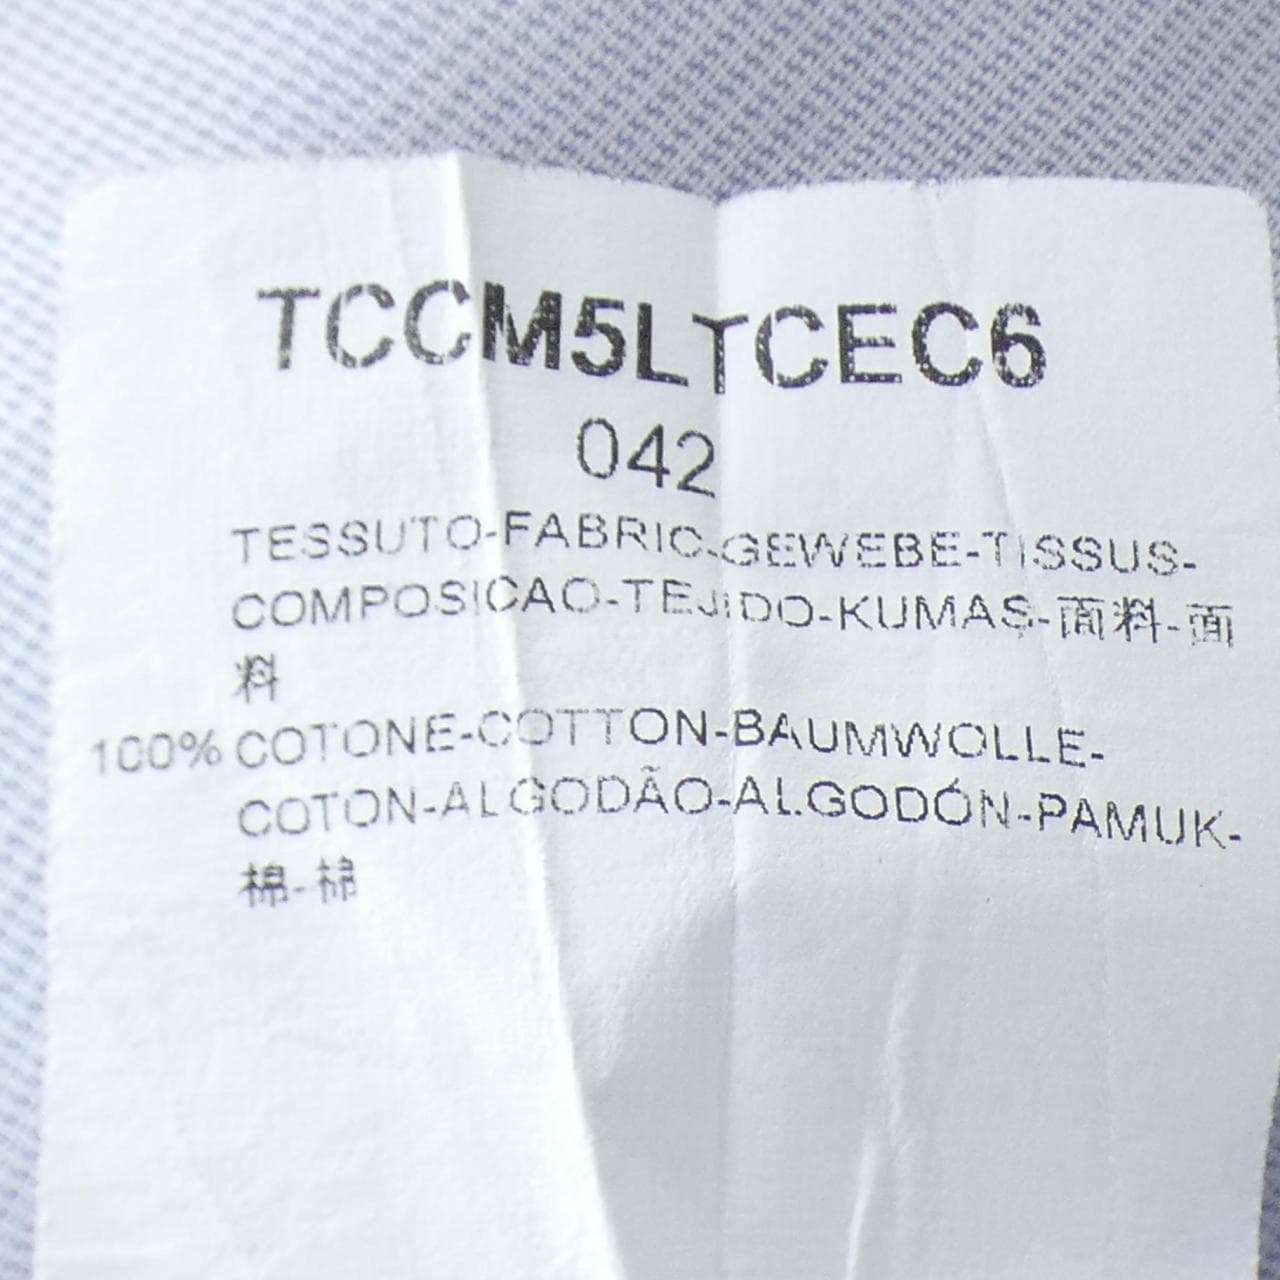 TCCM5LTCEC6
042
TESSUTO-FABRIC-GEWEBE-TISSUS-
COMPOSICAO-TEJIDO-KUMAS-面料-面
料
100% COTONE-COTTON-BAUMWOLLE-
COTON-ALGODÃO-ALGODÓN-PAMUK-
棉-棉